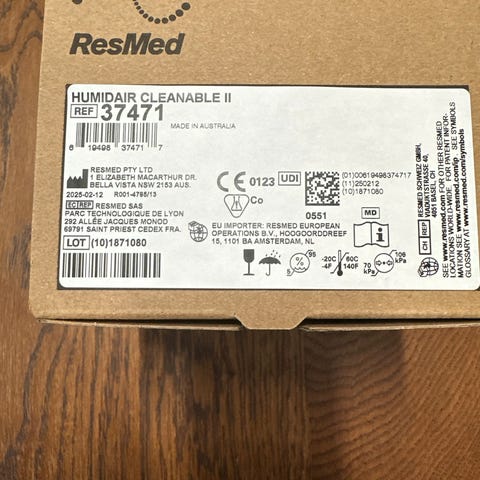 ResMed
HUMIDAIR CLEANABLE II
REF 37471
6 19498 37471 7
MADE IN AUSTRALIA
RESMED PTY LTD
1 ELIZABETH MACARTHUR DR.
BELLA VISTA NSW 2153 AUS.
2025-02-12 R001-4785/13
EC REP RESMED SAS
PARC TECHNOLOGIQUE DE LYON
292 ALLÉE JACQUES MONOD
69791 SAINT PRIEST CEDEX FRA.
LOT (10)1871080
CE 0123
UDI
(01)00619498374717
(11)250212
(10)1871080
Co
0551
MD
EU IMPORTER: RESMED EUROPEAN
OPERATIONS B.V., HOOGOORDDREEF
15, 1101 BA AMSTERDAM, NL
5 % 95
-20C
-4F
60C
140F
70
kPa
106
kPa
CH REP
RESMED SCHWEIZ GMBH,
VIADUKTSTRASSE 40,
4051 BASEL, CH
SEE www.resmed.com FOR OTHER RESMED
LOCATIONS WORLD-WIDE. FOR PATENT INFOR-
MATION SEE www.resmed.com/ip SEE SYMBOLS
GLOSSARY AT www.resmed.com/symbols